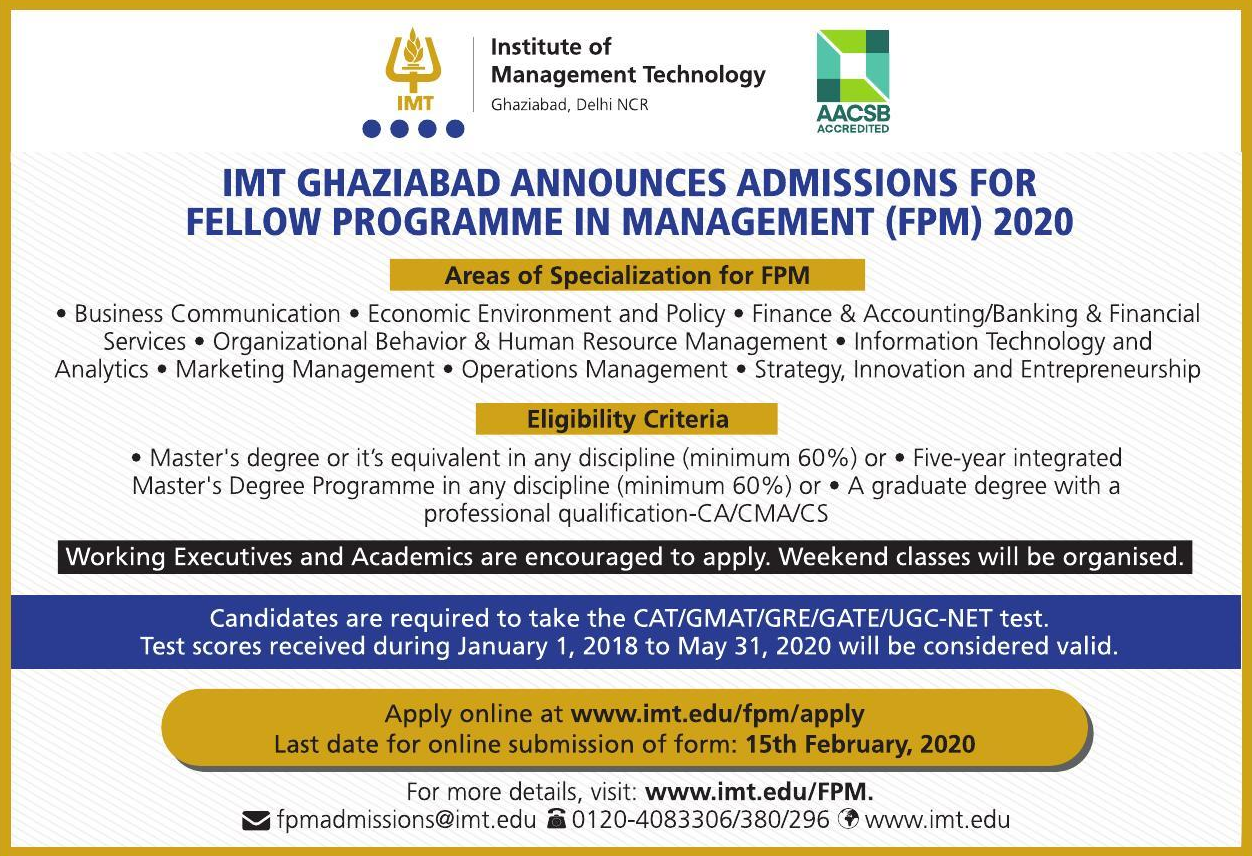 IMT
Institute of
Management Technology
Ghaziabad, Delhi NCR
AACSB
ACCREDITED
IMT GHAZIABAD ANNOUNCES ADMISSIONS FOR
FELLOW PROGRAMME IN MANAGEMENT (FPM) 2020
Areas of Specialization for FPM
• Business Communication • Economic Environment and Policy • Finance & Accounting/Banking & Financial
Services • Organizational Behavior & Human Resource Management • Information Technology and
Analytics • Marketing Management • Operations Management • Strategy, Innovation and Entrepreneurship
Eligibility Criteria
• Master's degree or it’s equivalent in any discipline (minimum 60%) or • Five-year integrated
Master's Degree Programme in any discipline (minimum 60%) or • A graduate degree with a
professional qualification-CA/CMA/CS
Working Executives and Academics are encouraged to apply. Weekend classes will be organised.
Candidates are required to take the CAT/GMAT/GRE/GATE/UGC-NET test.
Test scores received during January 1, 2018 to May 31, 2020 will be considered valid.
Apply online at www.imt.edu/fpm/apply
Last date for online submission of form: 15th February, 2020
For more details, visit: www.imt.edu/FPM.
fpmadmissions@imt.edu 0120-4083306/380/296 www.imt.edu